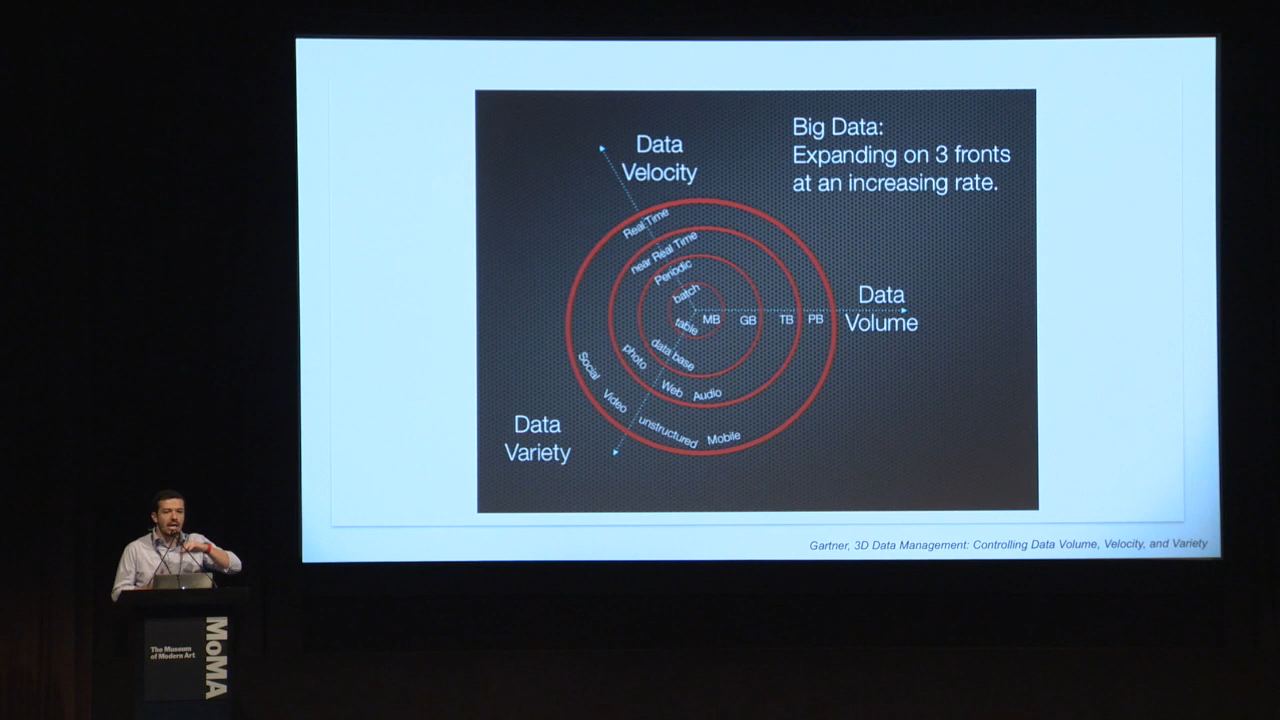 Big Data:
Expanding on 3 fronts
at an increasing rate.
Data
Velocity
Real Time
near Real Time
Periodic
batch
Data
Volume
MB GB TB PB
table
data base
photo Web Audio
Social Video unstructured Mobile
Data
Variety
Gartner, 3D Data Management: Controlling Data Volume, Velocity, and Variety
The Museum
of Modern Art
MoMA